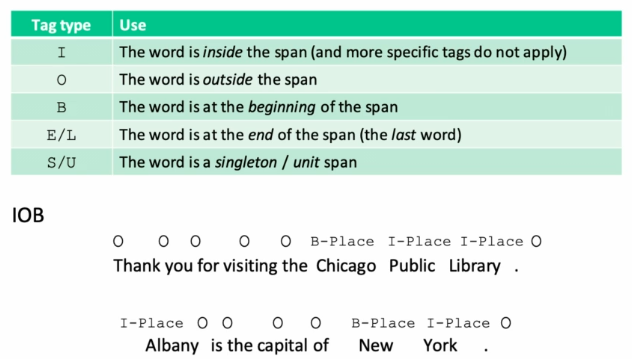 Tag type Use
I The word is inside the span (and more specific tags do not apply)
O The word is outside the span
B The word is at the beginning of the span
E/L The word is at the end of the span (the last word)
S/U The word is a singleton / unit span
IOB
O O O O O B-Place I-Place I-Place O
Thank you for visiting the Chicago Public Library .
I-Place O O O O B-Place I-Place O
Albany is the capital of New York .